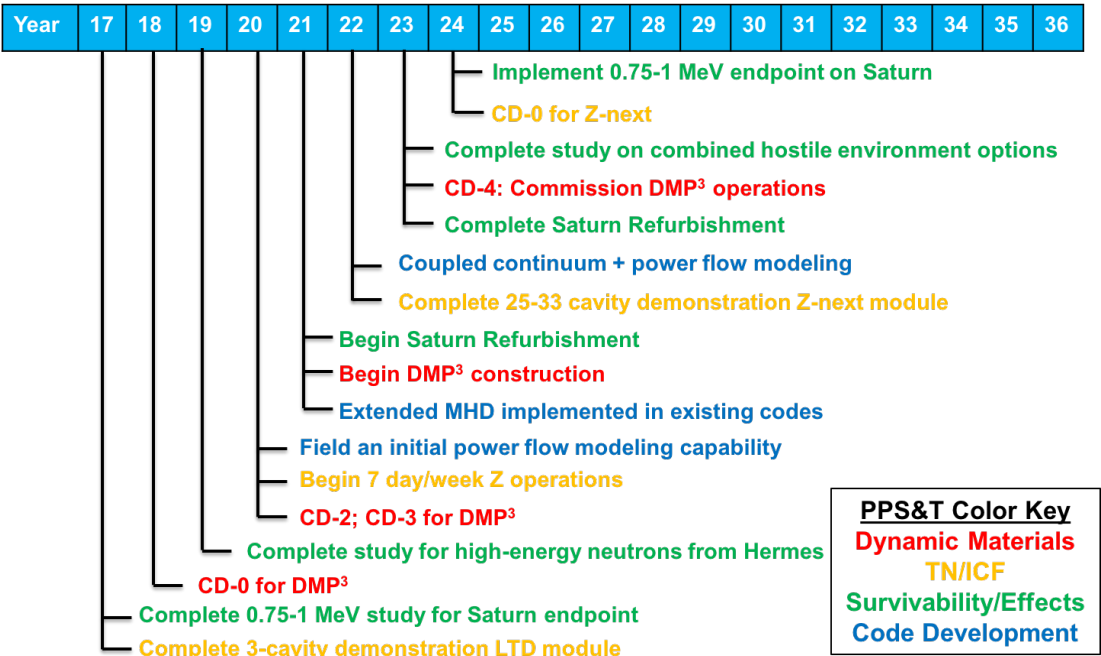 Year 17 18 19 20 21 22 23 24 25 26 27 28 29 30 31 32 33 34 35 36
Implement 0.75-1 MeV endpoint on Saturn
CD-0 for Z-next
Complete study on combined hostile environment options
CD-4: Commission DMP³ operations
Complete Saturn Refurbishment
Coupled continuum + power flow modeling
Complete 25-33 cavity demonstration Z-next module
Begin Saturn Refurbishment
Begin DMP³ construction
Extended MHD implemented in existing codes
Field an initial power flow modeling capability
Begin 7 day/week Z operations
CD-2; CD-3 for DMP³
Complete study for high-energy neutrons from Hermes
CD-0 for DMP³
Complete 0.75-1 MeV study for Saturn endpoint
Complete 3-cavity demonstration LTD module
PPS&T Color Key
Dynamic Materials
TN/ICF
Survivability/Effects
Code Development